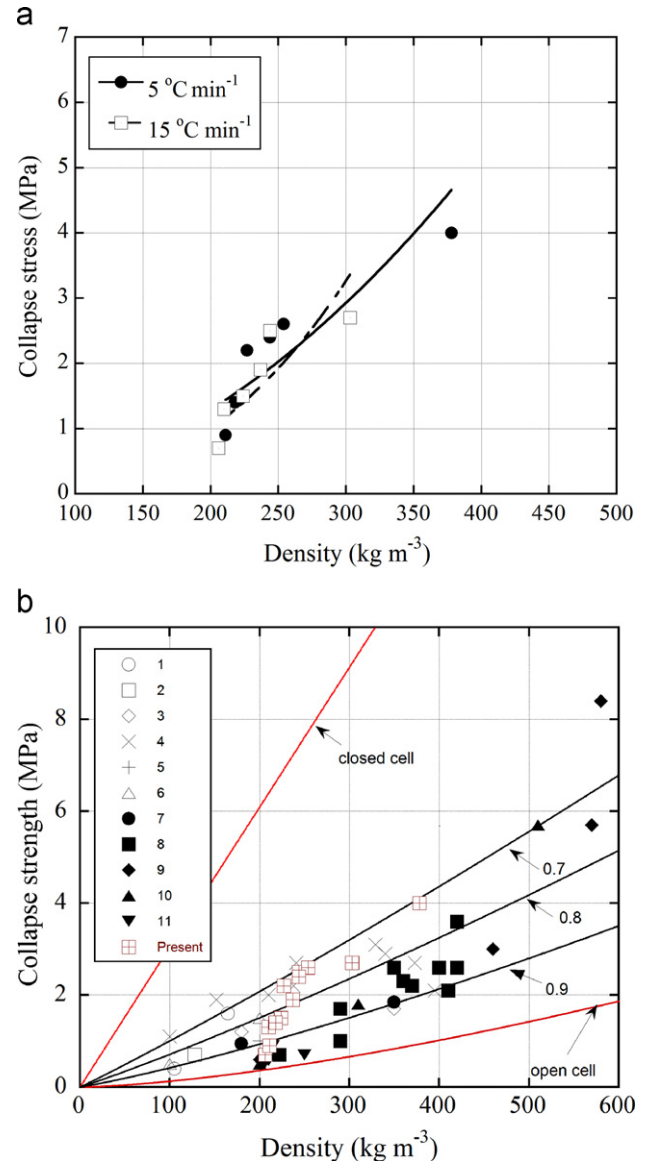 a
7
6
5
4
3
2
1
0
Collapse stress (MPa)
5 °C min-1
15 °C min-1
100 150 200 250 300 350 400 450 500
Density (kg m-3)
b
10
8
6
4
2
0
Collapse strength (MPa)
1
2
3
4
5
6
7
8
9
10
11
Present
closed cell
0.7
0.8
0.9
open cell
0 100 200 300 400 500 600
Density (kg m-3)